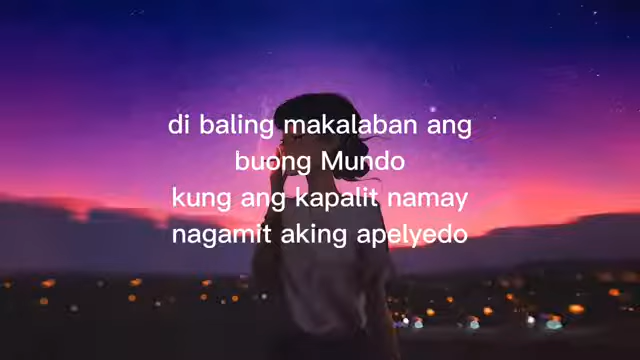 di baling makalaban ang
buong Mundo
kung ang kapalit namay
nagamit aking apelyedo